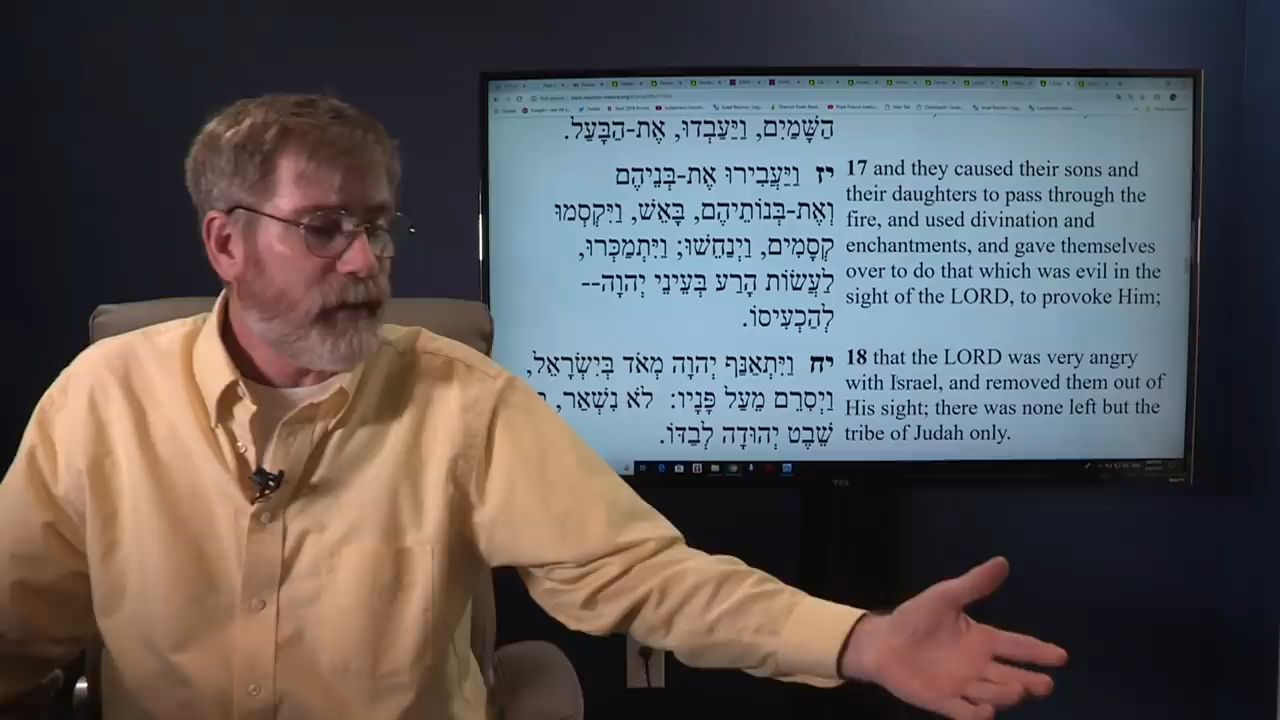 הַשָּׁמַיִם, וַיַּעַבְדוּ, אֶת-הַבָּעַל.
יז וַיַּעֲבִירוּ אֶת-בְּנֵיהֶם
וְאֶת-בְּנוֹתֵיהֶם, בָּאֵשׁ, וַיִּקְסְמוּ
קְסָמִים, וַיְנַחֵשׁוּ; וַיִּתְמַכְּרוּ,
לַעֲשׂוֹת הָרַע בְּעֵינֵי יְהוָה--
לְהַכְעִיסוֹ.
17 and they caused their sons and
their daughters to pass through the
fire, and used divination and
enchantments, and gave themselves
over to do that which was evil in the
sight of the LORD, to provoke Him;
יח וַיִּתְאַנַּף יְהוָה מְאֹד בְּיִשְׂרָאֵל,
וַיְסִרֵם מֵעַל פָּנָיו: לֹא נִשְׁאַר,
שֵׁבֶט יְהוּדָה לְבַדּוֹ.
18 that the LORD was very angry
with Israel, and removed them out of
His sight; there was none left but the
tribe of Judah only.
TCL